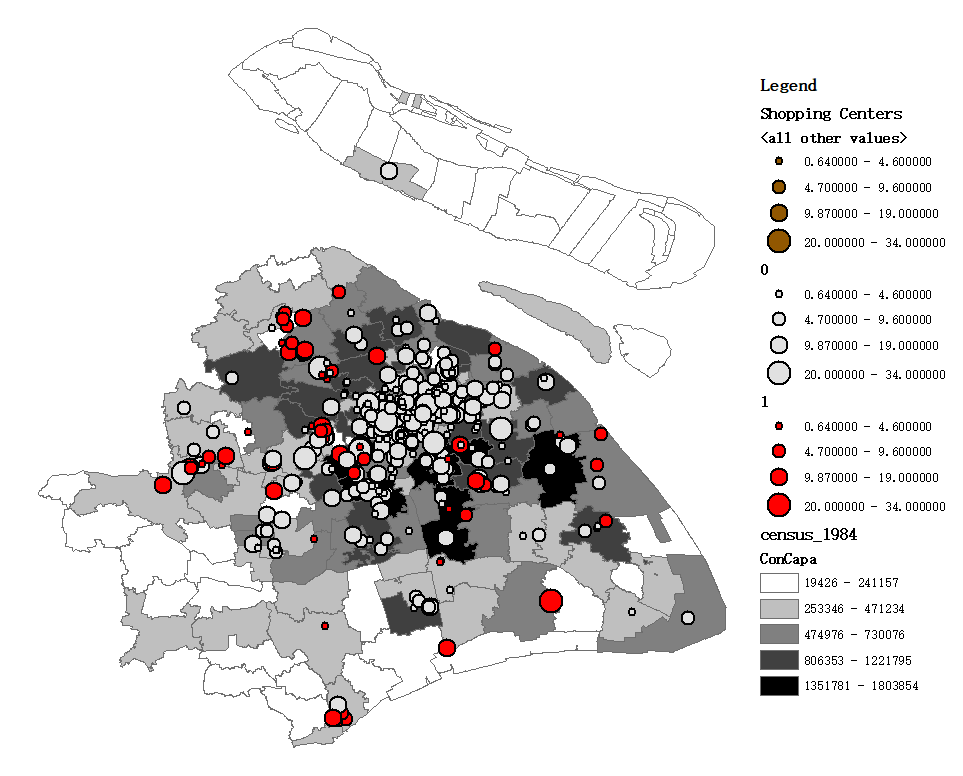 Legend
Shopping Centers
<all other values>
0.640000 - 4.600000
4.700000 - 9.600000
9.870000 - 19.000000
20.000000 - 34.000000
0
0.640000 - 4.600000
4.700000 - 9.600000
9.870000 - 19.000000
20.000000 - 34.000000
1
0.640000 - 4.600000
4.700000 - 9.600000
9.870000 - 19.000000
20.000000 - 34.000000
census_1984
ConCapa
19426 - 241157
253346 - 471234
474976 - 730076
806353 - 1221795
1351781 - 1803854